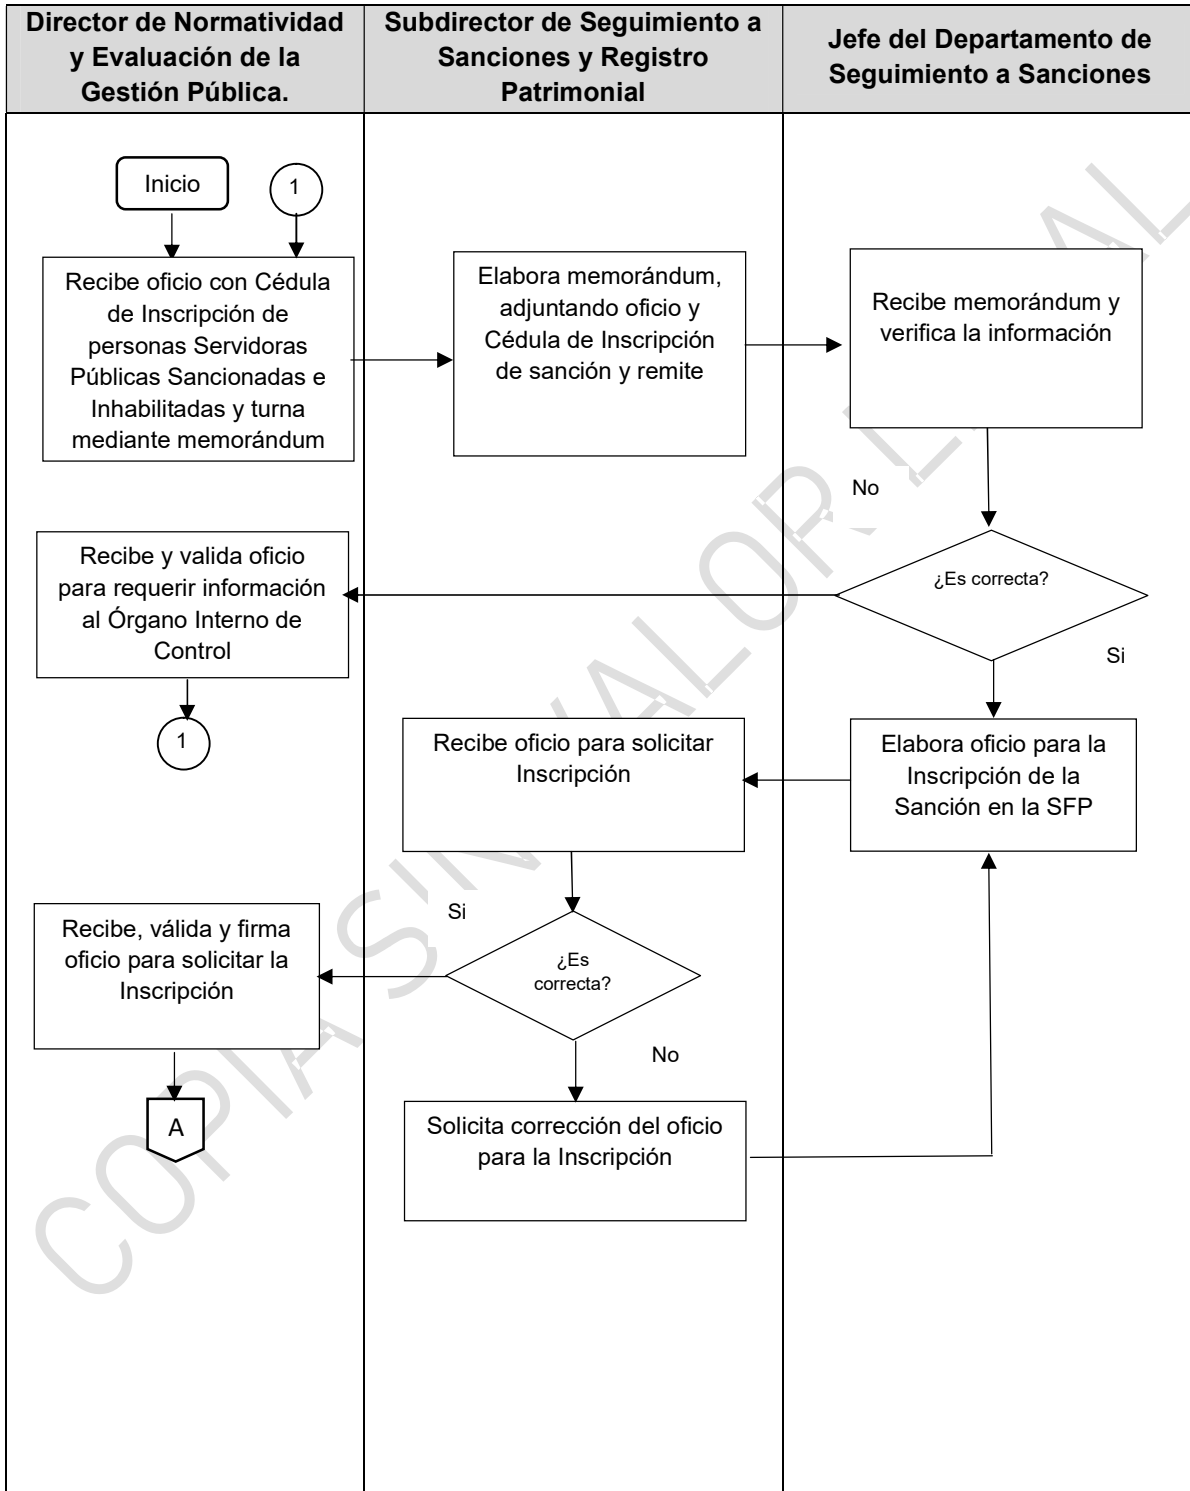 Director de Normatividad
y Evaluación de la
Gestión Pública.
Subdirector de Seguimiento a
Sanciones y Registro
Patrimonial
Jefe del Departamento de
Seguimiento a Sanciones
Inicio
1
Recibe oficio con Cédula
de Inscripción de
personas Servidoras
Públicas Sancionadas e
Inhabilitadas y turna
mediante memorándum
Elabora memorándum,
adjuntando oficio y
Cédula de Inscripción
de sanción y remite
Recibe memorándum y
verifica la información
No
¿Es correcta?
Si
Recibe y valida oficio
para requerir información
al Órgano Interno de
Control
1
Recibe oficio para solicitar
Inscripción
Elabora oficio para la
Inscripción de la
Sanción en la SFP
Si
¿Es
correcta?
No
Recibe, válida y firma
oficio para solicitar la
Inscripción
A
Solicita corrección del oficio
para la Inscripción
COPIA SIN VALOR LEGAL